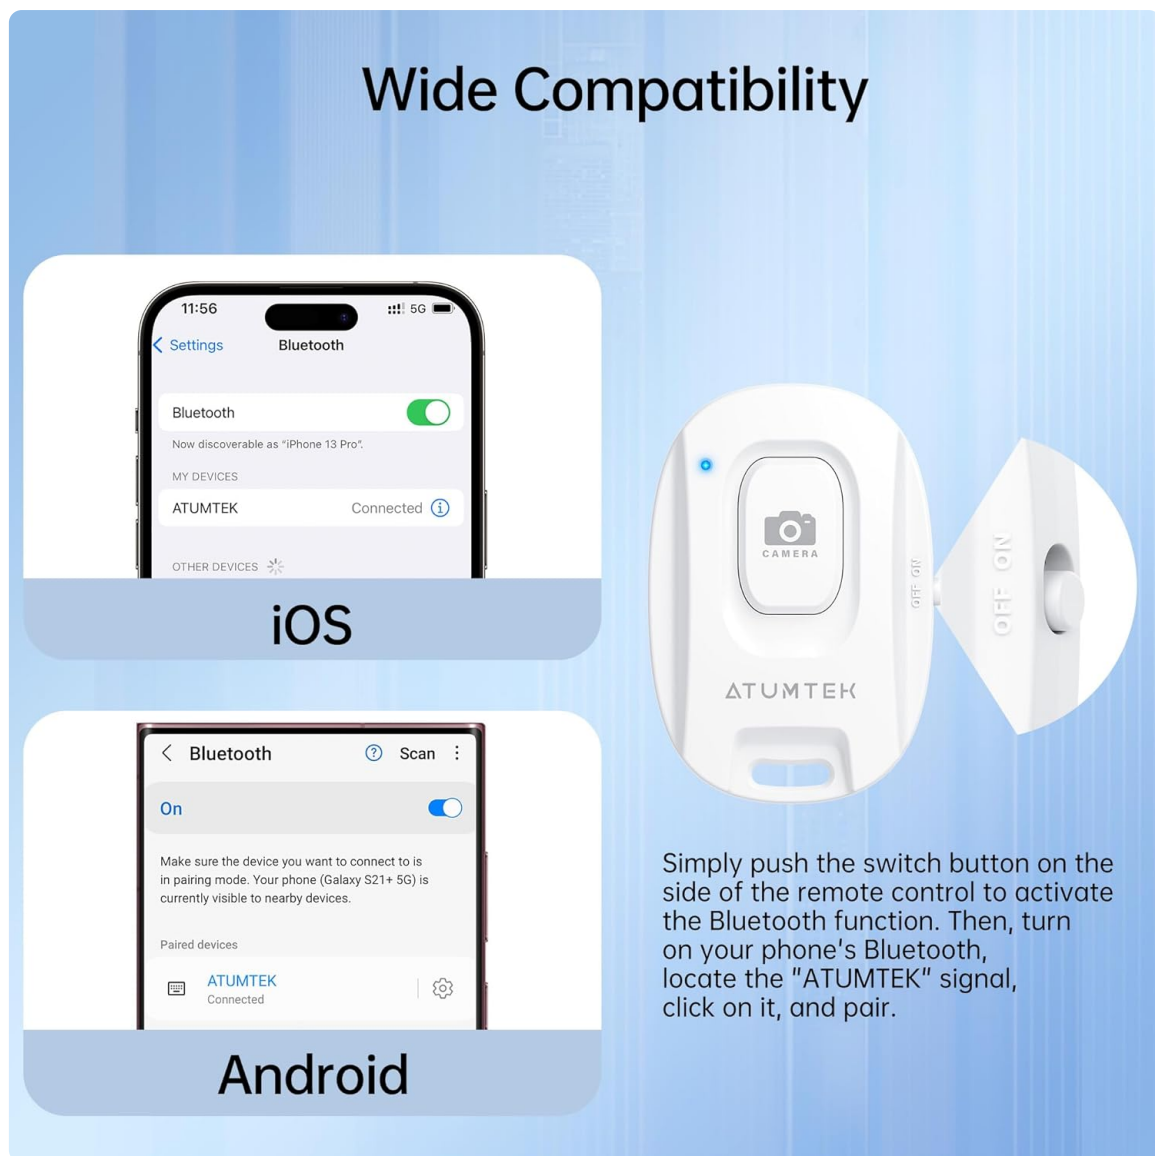 Wide Compatibility
11:56
5G
Settings
Bluetooth
Bluetooth
Now discoverable as "iPhone 13 Pro".
MY DEVICES
ATUMTEK
Connected
OTHER DEVICES
iOS
Bluetooth
Scan
On
Make sure the device you want to connect to is
in pairing mode. Your phone (Galaxy S21+ 5G) is
currently visible to nearby devices.
Paired devices
ATUMTEK
Connected
Android
CAMERA
OFF ON
ATUMTEK
OFF ON
Simply push the switch button on the
side of the remote control to activate
the Bluetooth function. Then, turn
on your phone's Bluetooth,
locate the "ATUMTEK" signal,
click on it, and pair.